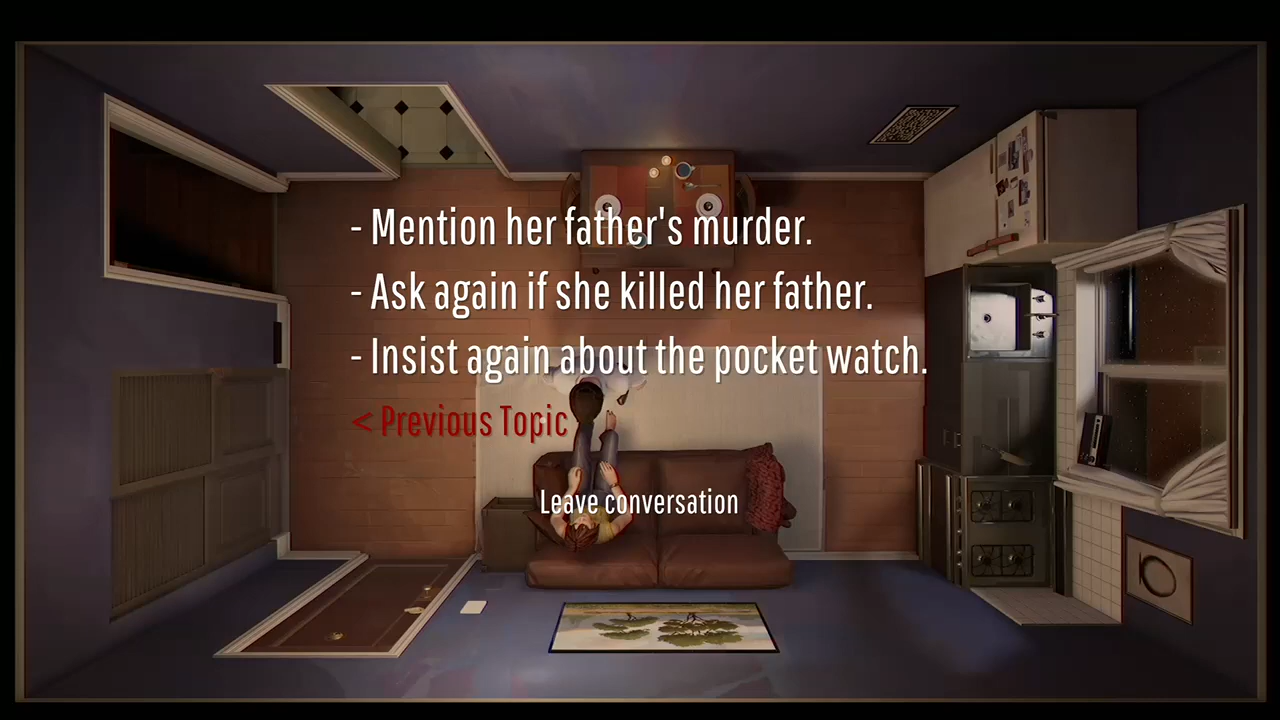 - Mention her father's murder.
- Ask again if she killed her father.
- Insist again about the pocket watch.
< Previous Topic
Leave conversation